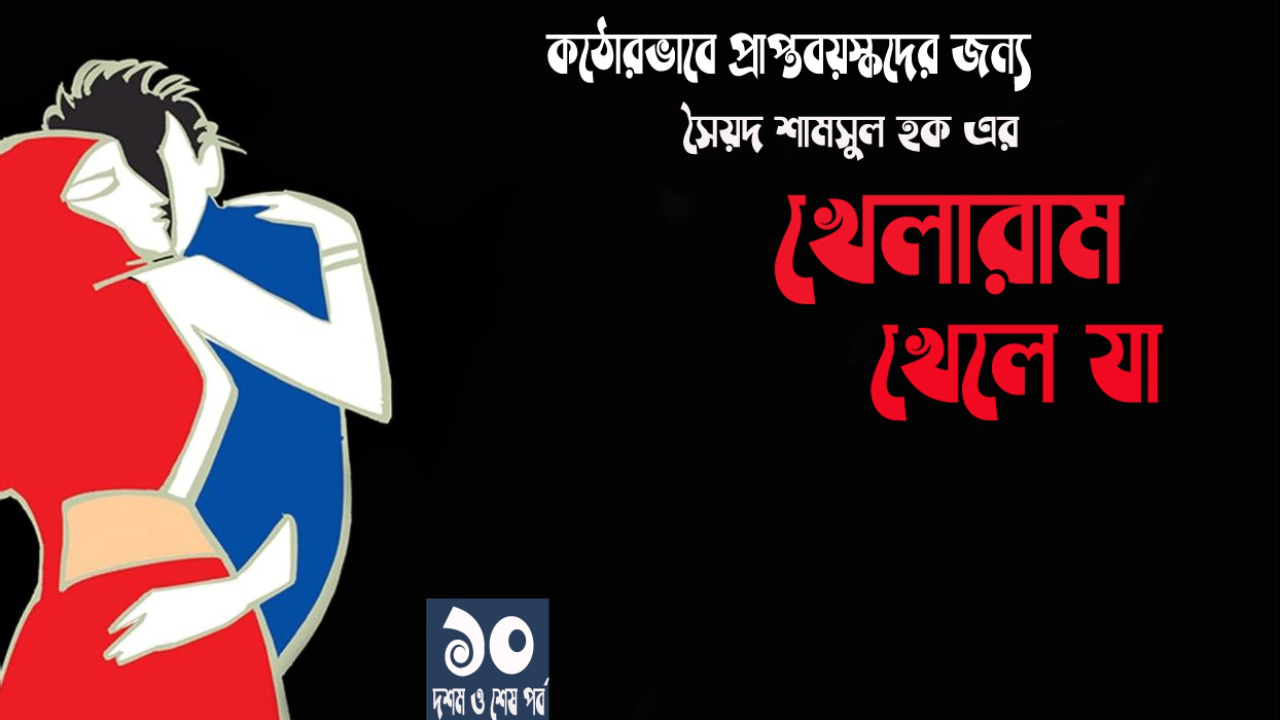 কঠোরভাবে প্রাপ্তবয়স্কদের জন্য
সৈয়দ শামসুল হক এর
খেলারাম
খেলে যা
১০
দশম ও শেষ পর্ব